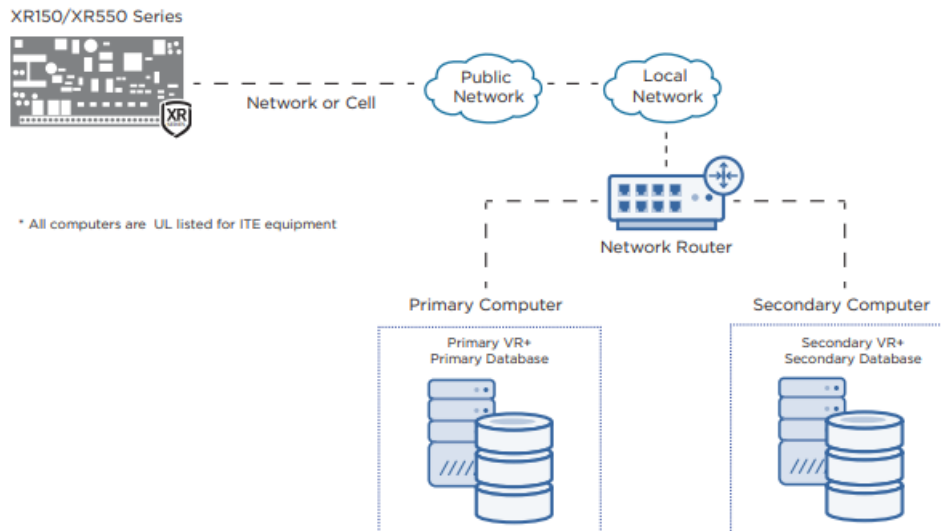 XR150/XR550 Series
XR
Network or Cell
Public
Network
Local
Network
* All computers are  UL listed for ITE equipment
Network Router
Primary Computer
Primary VR+
Primary Database
Secondary Computer
Secondary VR+
Secondary Database